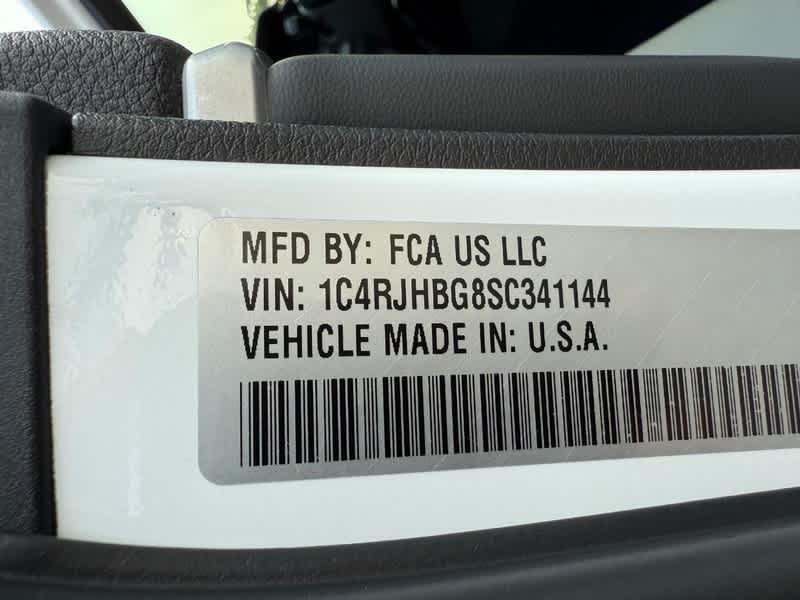 MFD BY: FCA US LLC
VIN: 1C4RJHBG8SC341144
VEHICLE MADE IN: U.S.A.